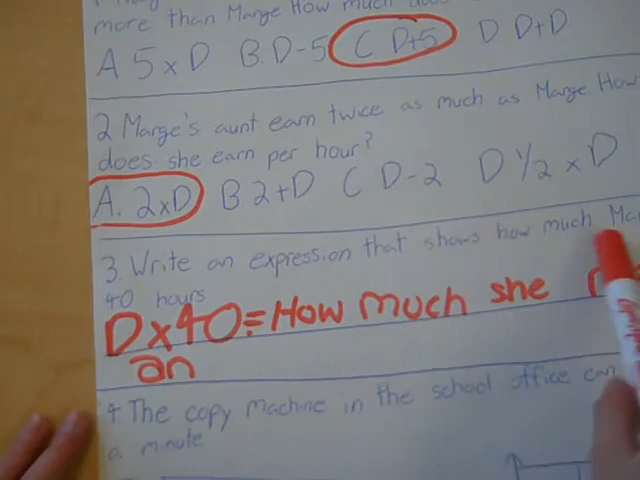 more than Marge How much does
A 5 x D B. D-5 C D+5 D D+D
2 Marge's aunt earn twice as much as Marge How
does she earn per hour?
A. 2xD B 2+D C D-2 D 1/2 x D
3. Write an expression that shows how much
40 hours
Dx40=How much she
an
4. The copy machine in the school office can
a minute